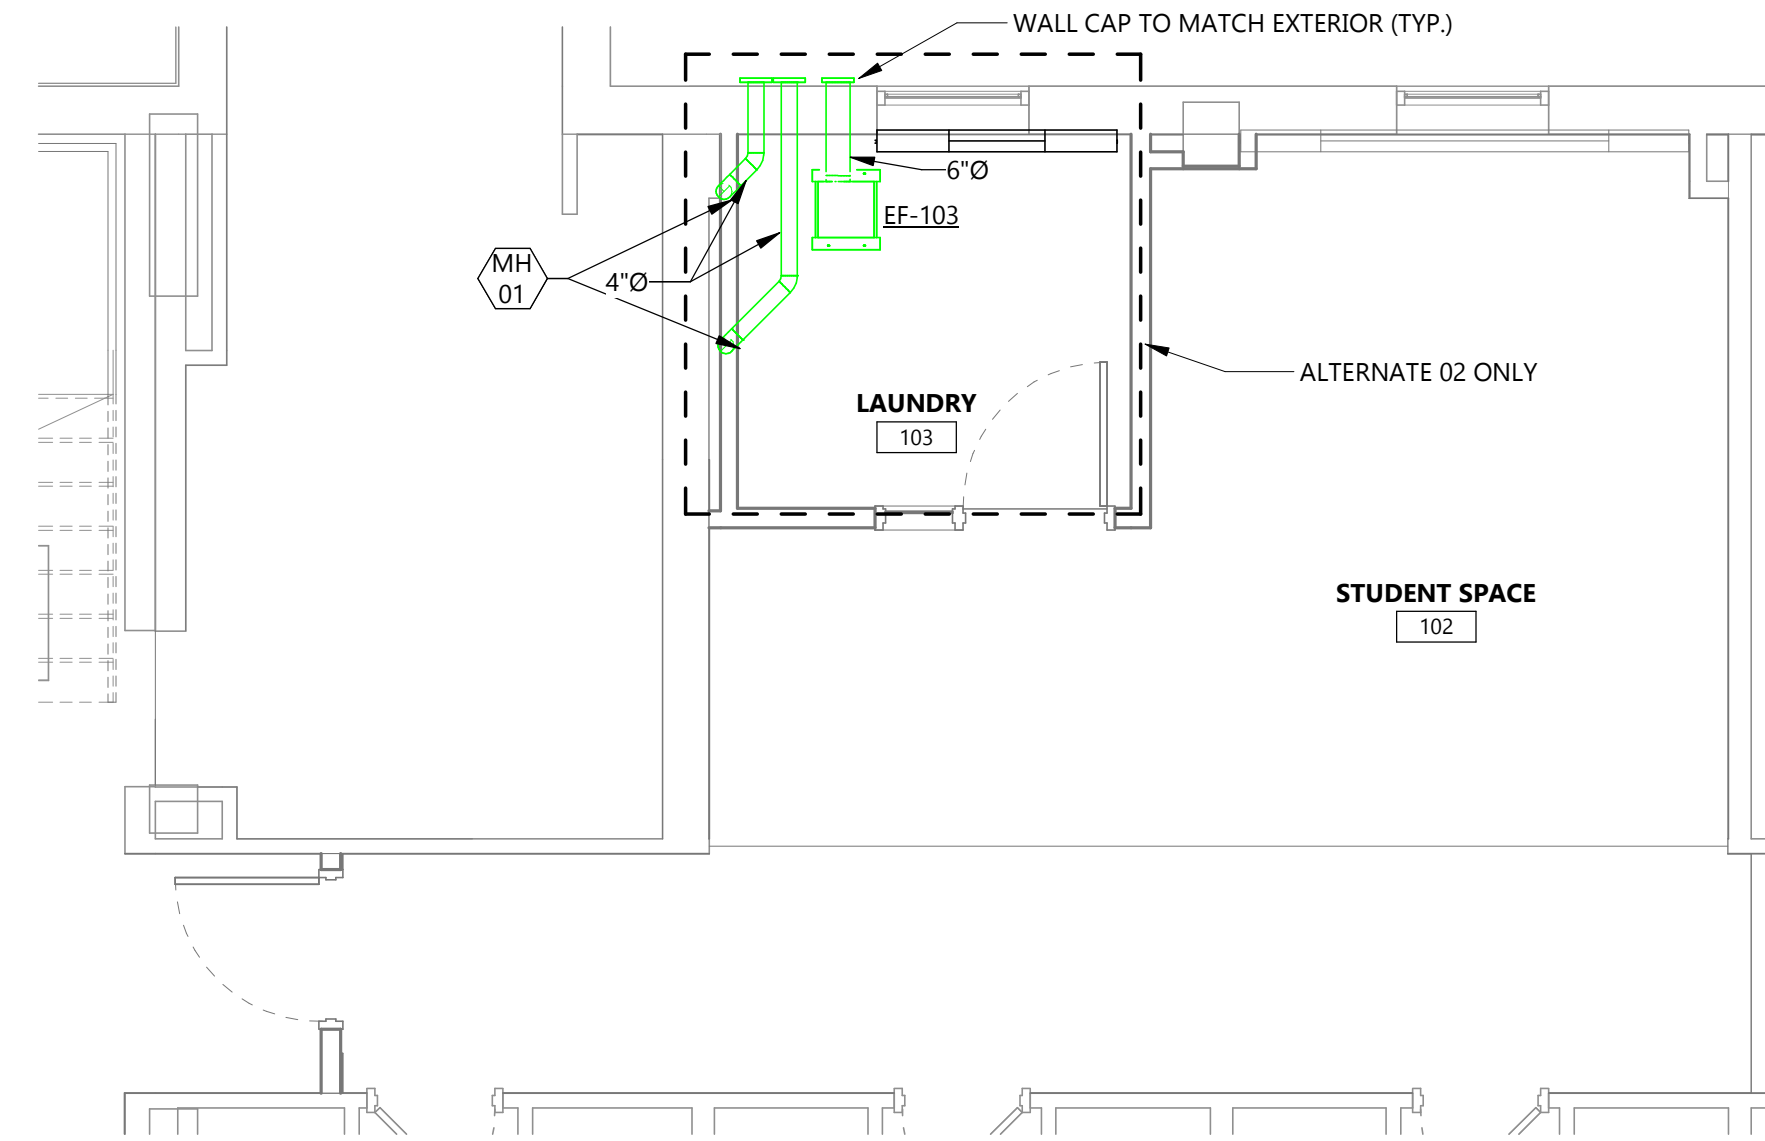 WALL CAP TO MATCH EXTERIOR (TYP.)
6"Ø
EF-103
MH
01
4"Ø
ALTERNATE 02 ONLY
LAUNDRY
103
STUDENT SPACE
102